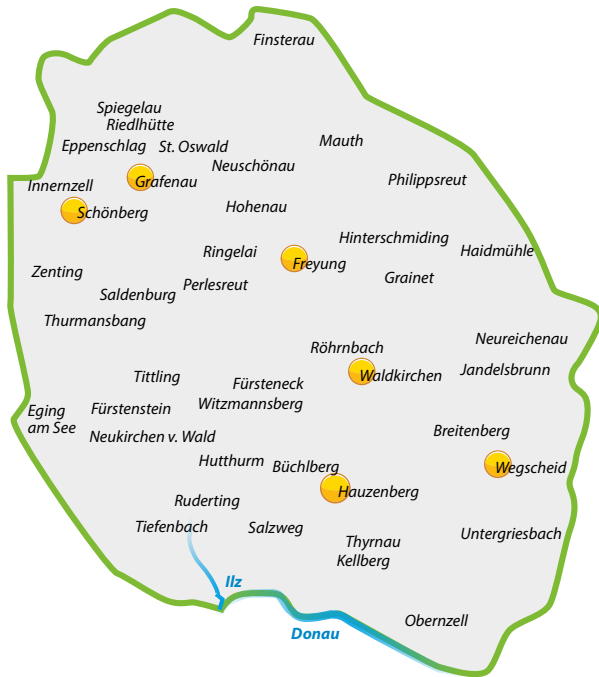 Finsterau
Spiegelau
Riedlhütte
Mauth
Eppenschlag
St. Oswald
Neuschönau
Philippsreut
Innernzell
Grafenau
Schönberg
Hohenau
Hinterschmiding
Haidmühle
Ringelai
Freyung
Zenting
Perlesreut
Grainet
Saldenburg
Thurmansbang
Neureichenau
Röhrnbach
Jandelsbrunn
Tittling
Fürsteneck
Waldkirchen
Witzmannsberg
Eging
am See
Fürstenstein
Neukirchen v. Wald
Breitenberg
Hutthurm
Büchlberg
Wegscheid
Hauzenberg
Ruderting
Tiefenbach
Salzweg
Thyrnau
Kellberg
Untergriesbach
Ilz
Donau
Obernzell